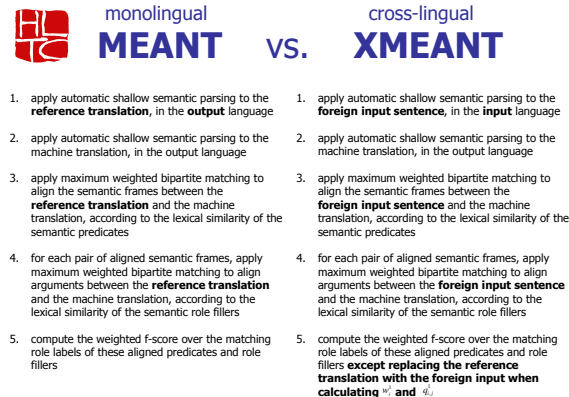 HL
TC
monolingual
MEANT
vs.
cross-lingual
XMEANT
1. apply automatic shallow semantic parsing to the
reference translation, in the output language
2. apply automatic shallow semantic parsing to the
machine translation, in the output language
3. apply maximum weighted bipartite matching to
align the semantic frames between the
reference translation and the machine
translation, according to the lexical similarity of the
semantic predicates
4. for each pair of aligned semantic frames, apply
maximum weighted bipartite matching to align
arguments between the reference translation
and the machine translation, according to the
lexical similarity of the semantic role fillers
5. compute the weighted f-score over the matching
role labels of these aligned predicates and role
fillers
1. apply automatic shallow semantic parsing to the
foreign input sentence, in the input language
2. apply automatic shallow semantic parsing to the
machine translation, in the output language
3. apply maximum weighted bipartite matching to
align the semantic frames between the
foreign input sentence and the machine
translation, according to the lexical similarity of the
semantic predicates
4. for each pair of aligned semantic frames, apply
maximum weighted bipartite matching to align
arguments between the foreign input sentence
and the machine translation, according to the
lexical similarity of the semantic role fillers
5. compute the weighted f-score over the matching
role labels of these aligned predicates and role
fillers except replacing the reference
translation with the foreign input when
calculating and